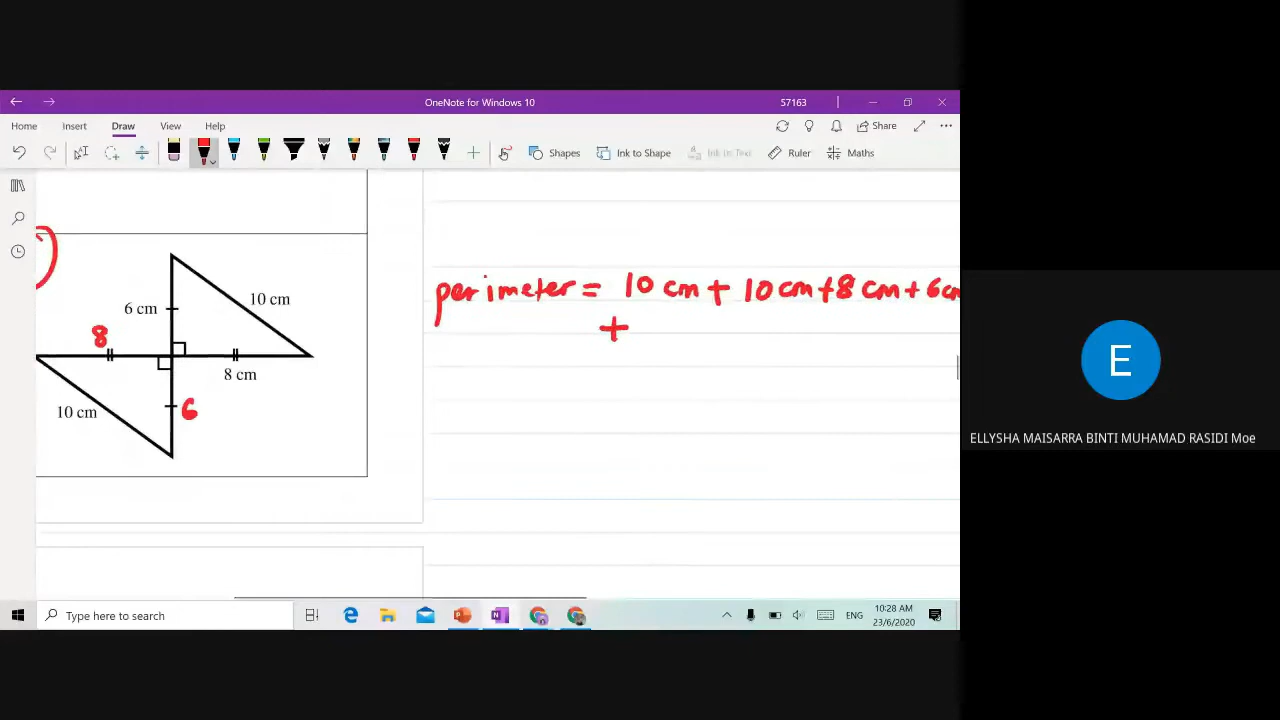 OneNote for Windows 10
57163
Home Insert Draw View Help
Share
Shapes
Ink to Shape
Ink to Text
Ruler
Maths
6 cm
10 cm
8
8 cm
10 cm
6
perimeter = 10 cm + 10 cm + 8 cm + 6 cm
+
E
ELLYSHA MAISARRA BINTI MUHAMAD RASIDI Moe
Type here to search
ENG
10:28 AM
23/6/2020